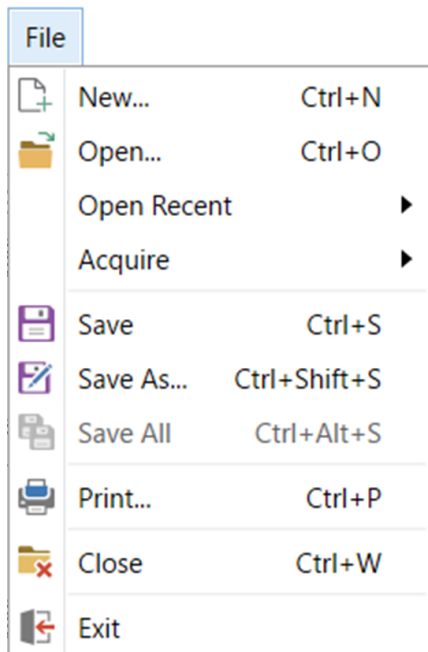 File
New... Ctrl+N
Open... Ctrl+O
Open Recent
Acquire
Save Ctrl+S
Save As... Ctrl+Shift+S
Save All Ctrl+Alt+S
Print... Ctrl+P
Close Ctrl+W
Exit